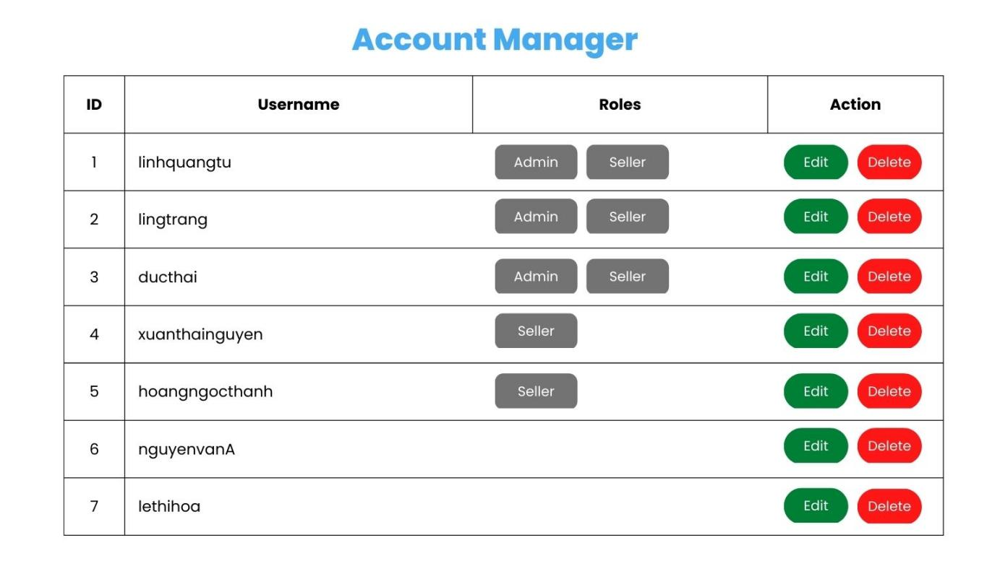 Account Manager
ID Username Roles Action
1 linhquangtu Admin Seller Edit Delete
2 lingtrang Admin Seller Edit Delete
3 ducthai Admin Seller Edit Delete
4 xuanthainguyen Seller Edit Delete
5 hoangngocthanh Seller Edit Delete
6 nguyenvanA Edit Delete
7 lethihoa Edit Delete